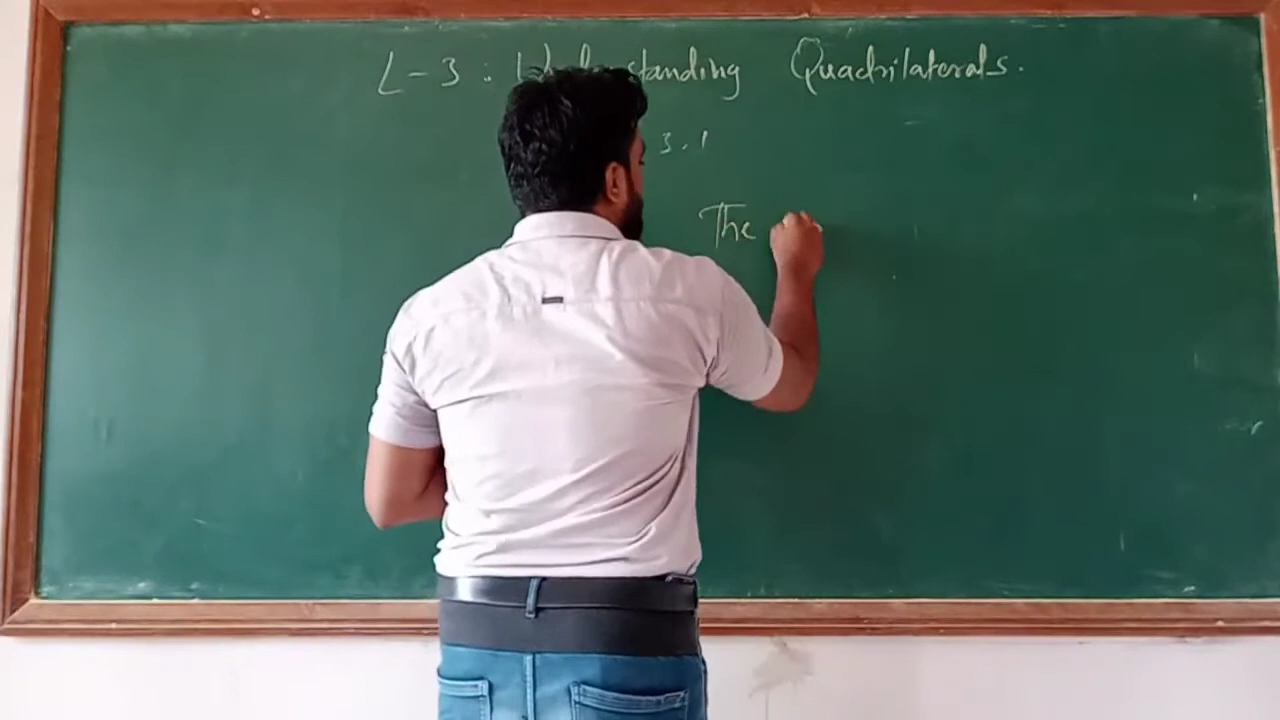 L-3: Understanding Quadrilaterals.
3.1
The